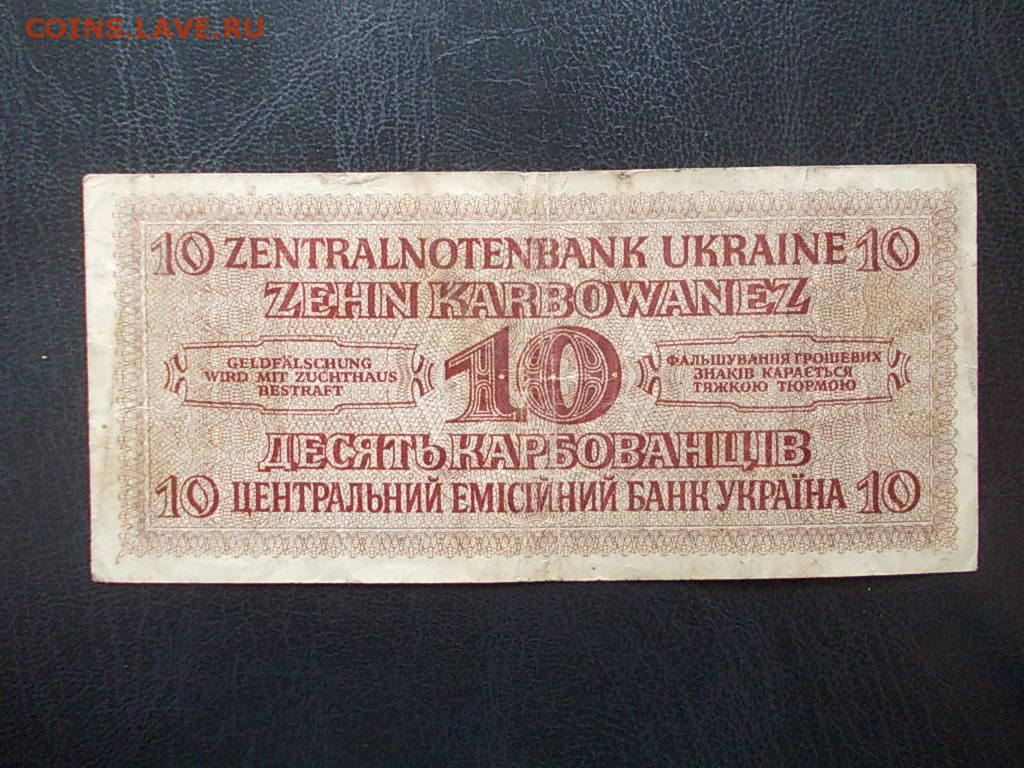 COINS.LAVE.RU
10 ZENTRALNOTENBANK UKRAINE 10
ZEHN KARBOWANEZ
GELDFÄLSCHUNG
WIRD MIT ZUCHTHAUS
BESTRAFT
10
ФАЛЬШУВАННЯ ГРОШЕВИХ
ЗНАКІВ КАРАЄТЬСЯ
ТЯЖКОЮ ТЮРМОЮ
ДЕСЯТЬ КАРБОВАНЦІВ
10 ЦЕНТРАЛЬНИЙ ЕМІСІЙНИЙ БАНК УКРАЇНА 10